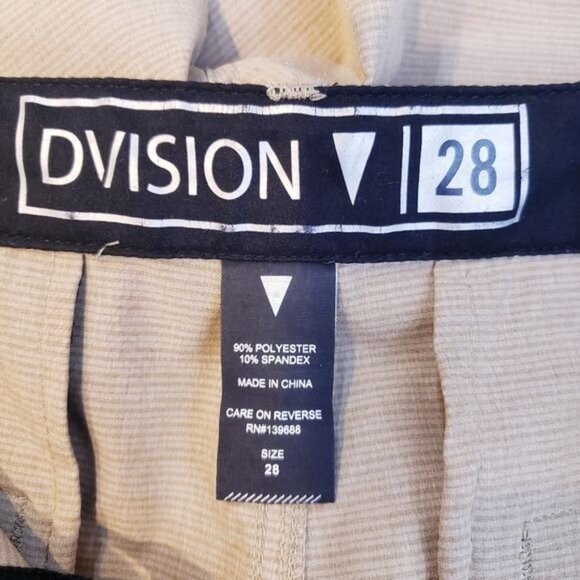 DVISION 28
90% POLYESTER
10% SPANDEX
MADE IN CHINA
CARE ON REVERSE
RN#139688
SIZE
28